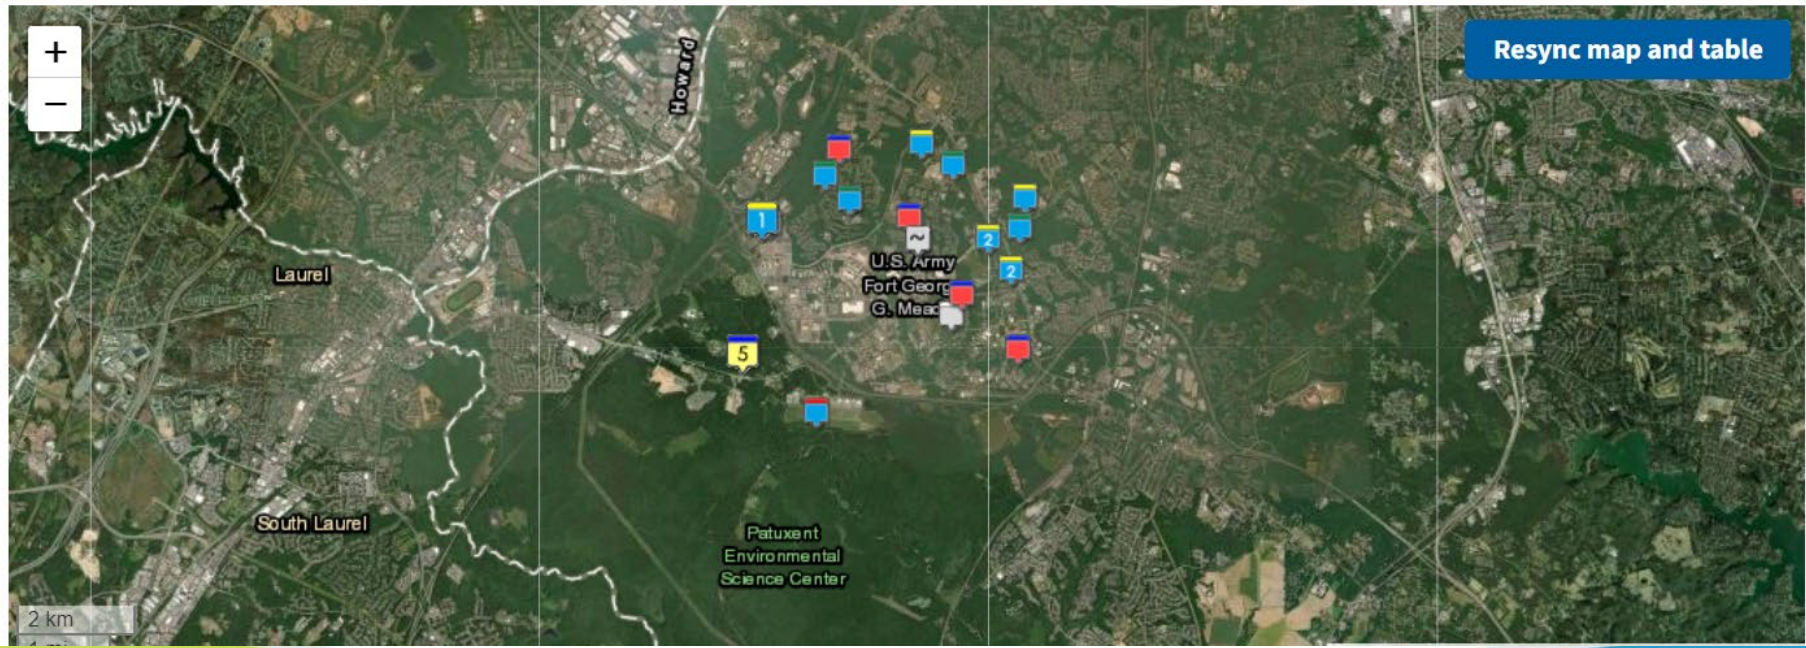 +
Resync map and table
−
Howard
1
~
2
U.S. Army
Laurel
2
Fort Georg
G. Mead
5
South Laurel
Patuxent
Environmental
Science Center
2 km